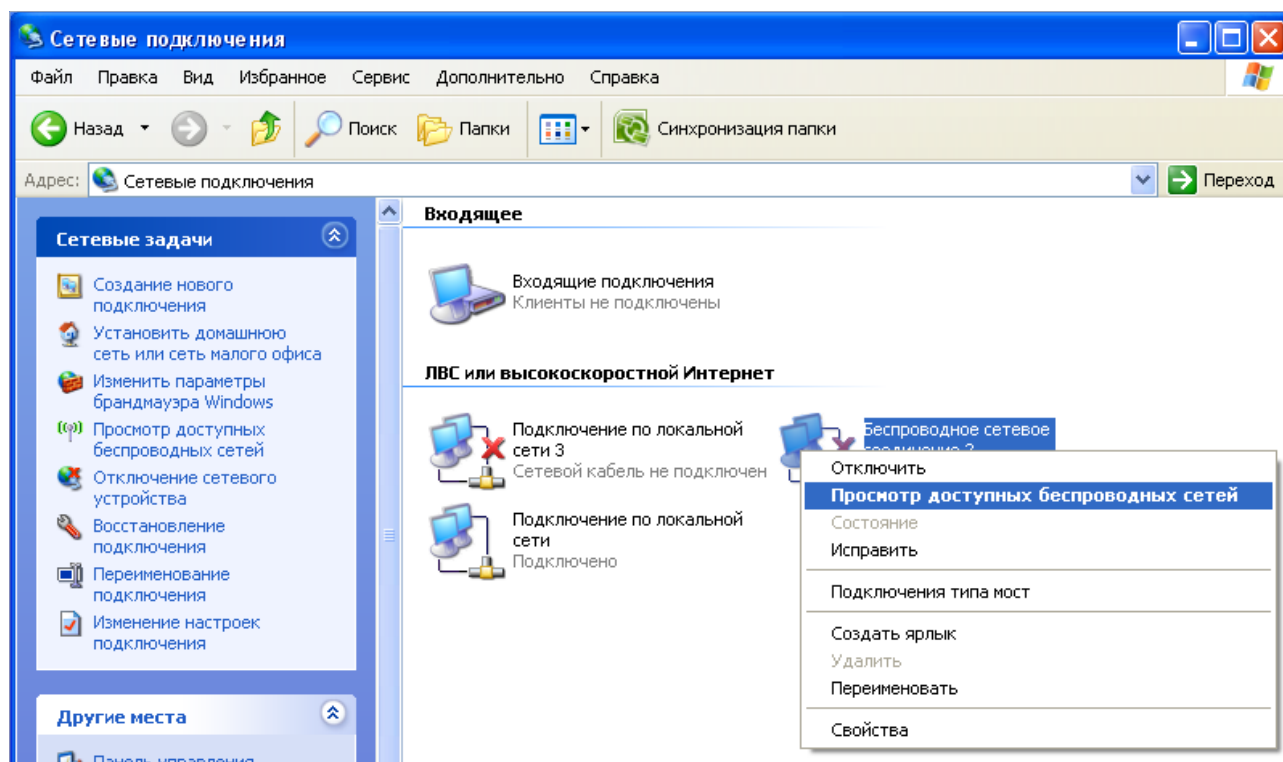 Сетевые подключения
Файл Правка Вид Избранное Сервис Дополнительно Справка
Назад Поиск Папки Синхронизация папки
Адрес: Сетевые подключения Переход
Сетевые задачи
Создание нового
подключения
Установить домашнюю
сеть или сеть малого офиса
Изменить параметры
брандмауэра Windows
Просмотр доступных
беспроводных сетей
Отключение сетевого
устройства
Восстановление
подключения
Переименование
подключения
Изменение настроек
подключения
Другие места
Панель управления
Входящее
Входящие подключения
Клиенты не подключены
ЛВС или высокоскоростной Интернет
Подключение по локальной
сети 3
Сетевой кабель не подключен
Беспроводное сетевое
соединение 2
Подключение по локальной
сети
Подключено
Отключить
Просмотр доступных беспроводных сетей
Состояние
Исправить
Подключения типа мост
Создать ярлык
Удалить
Переименовать
Свойства